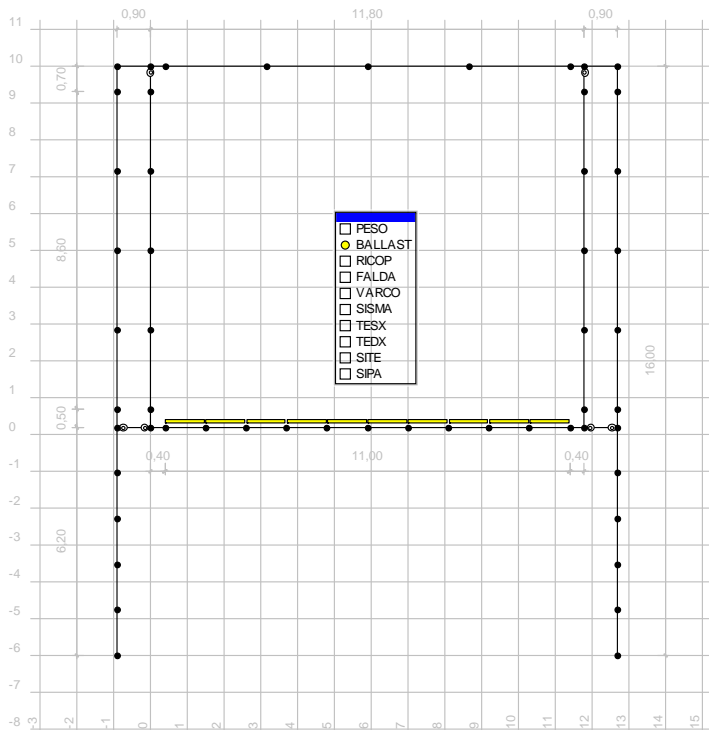 0,90 11,80 0,90
11
10
0,70
9
8
7
6
PESO
BALLAST
8,60
5
RICOP
FALDA
4
VARCO
SISMA
3
TESX
TEDX
2
SITE
SIPA
16,00
1
0,50
0
0,40 11,00 0,40
-1
-2
-3
6,20
-4
-5
-6
-7
-8
-3 -2 -1 0 1 2 3 4 5 6 7 8 9 10 11 12 13 14 15